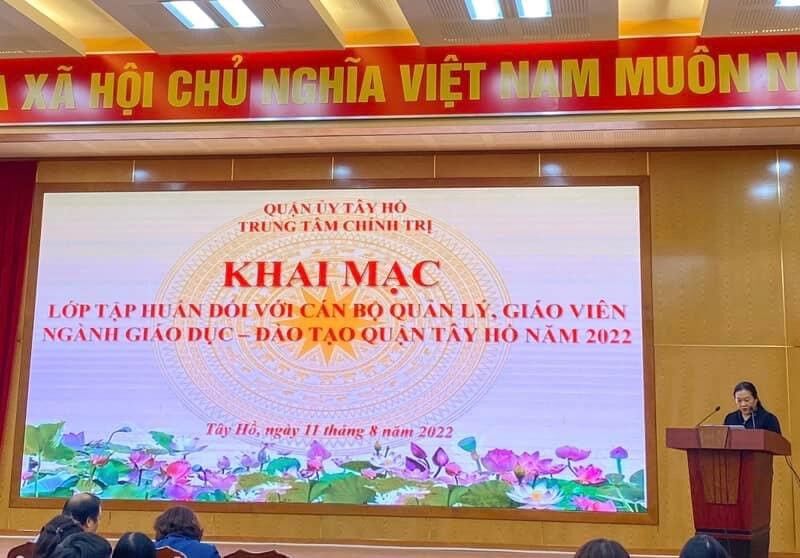 A XÃ HỘI CHỦ NGHĨA VIỆT NAM MUÔN N
QUẬN ỦY TÂY HỒ
TRUNG TÂM CHÍNH TRỊ
KHAI MẠC
LỚP TẬP HUẤN ĐỐI VỚI CÁN BỘ QUẢN LÝ, GIÁO VIÊN
NGÀNH GIÁO DỤC – ĐÀO TẠO QUẬN TÂY HỒ NĂM 2022
Tây Hồ, ngày 11 tháng 8 năm 2022